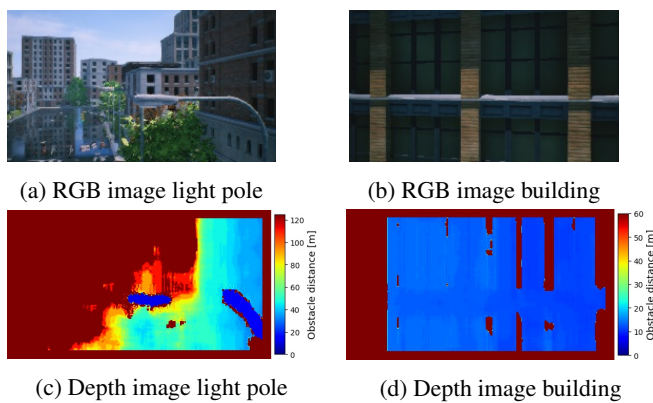 (a) RGB image light pole
(b) RGB image building
120
100
80
60
40
20
0
Obstacle distance [m]
60
50
40
30
20
10
0
Obstacle distance [m]
(c) Depth image light pole
(d) Depth image building